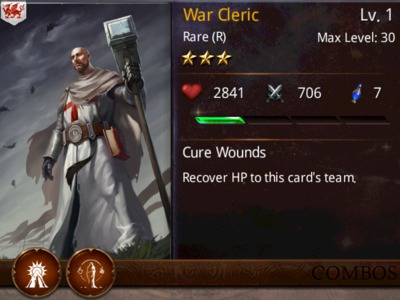 War Cleric
Lv. 1
Rare (R)
Max Level: 30
2841
706
7
Cure Wounds
Recover HP to this card's team.
COMBOS